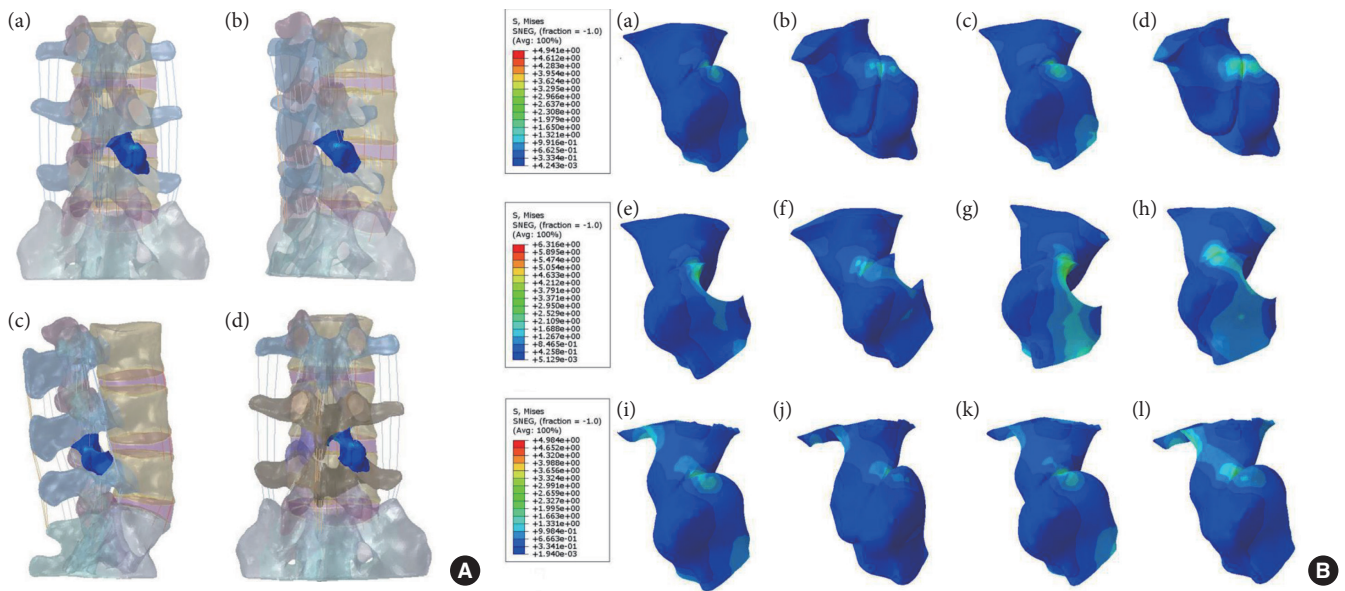 (a)
(b)
(c)
(d)
A
S, Mises
SNEG, (fraction = -1.0)
(Avg: 100%)
+4.941e+00
+4.612e+00
+4.283e+00
+3.954e+00
+3.624e+00
+3.295e+00
+2.966e+00
+2.637e+00
+2.308e+00
+1.979e+00
+1.650e+00
+1.321e+00
+9.916e-01
+6.625e-01
+3.334e-01
+4.243e-03
(a)
(b)
(c)
(d)
S, Mises
SNEG, (fraction = -1.0)
(Avg: 100%)
+6.316e+00
+5.895e+00
+5.474e+00
+5.054e+00
+4.633e+00
+4.212e+00
+3.791e+00
+3.371e+00
+2.950e+00
+2.529e+00
+2.109e+00
+1.688e+00
+1.267e+00
+8.465e-01
+4.258e-01
+5.129e-03
(e)
(f)
(g)
(h)
S, Mises
SNEG, (fraction = -1.0)
(Avg: 100%)
+4.984e+00
+4.652e+00
+4.320e+00
+3.988e+00
+3.656e+00
+3.324e+00
+2.991e+00
+2.659e+00
+2.327e+00
+1.995e+00
+1.663e+00
+1.331e+00
+9.984e-01
+6.663e-01
+3.341e-01
+1.940e-03
(i)
(j)
(k)
(l)
B